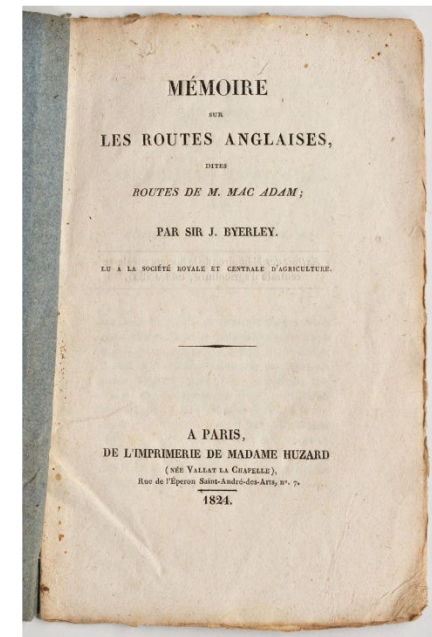 MÉMOIRE
SUR
LES ROUTES ANGLAISES,
DITES
ROUTES DE M. MAC ADAM;
PAR SIR J. BYERLEY.
LU A LA SOCIÉTÉ ROYALE ET CENTRALE D'AGRICULTURE.
A PARIS,
DE L'IMPRIMERIE DE MADAME HUZARD
(NÉE VALLAT LA CHAPELLE),
Rue de l'Éperon Saint-André-des-Arts, n°. 7.
1824.